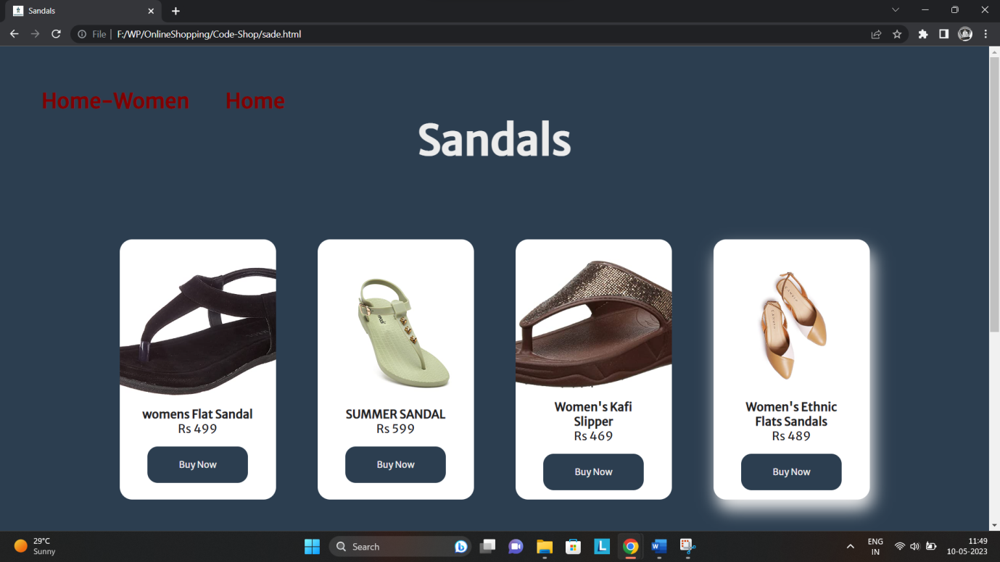 Sandals
File | F:/WP/OnlineShopping/Code-Shop/sade.html
Home-Women Home
Sandals
womens Flat Sandal
Rs 499
Buy Now
SUMMER SANDAL
Rs 599
Buy Now
Women's Kafi
Slipper
Rs 469
Buy Now
Women's Ethnic
Flats Sandals
Rs 489
Buy Now
29°C
Sunny
Search
ENG
IN
11:49
10-05-2023